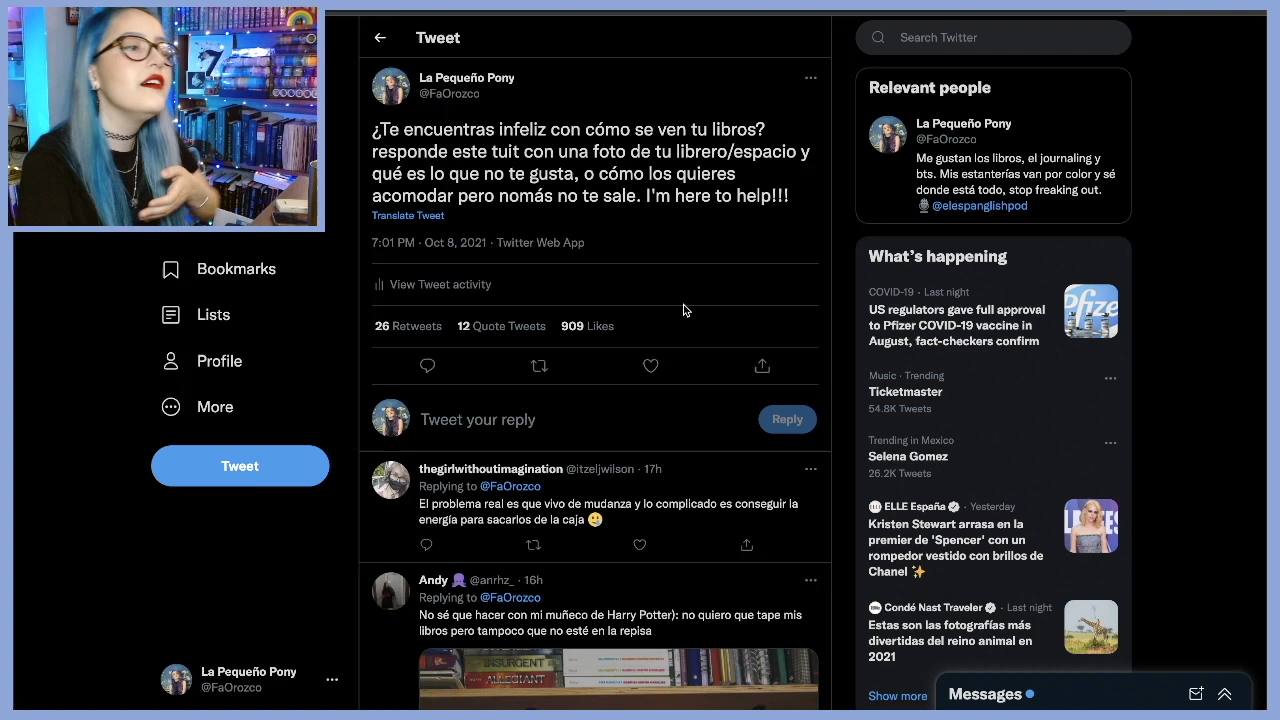 Tweet
La Pequeño Pony
@FaOrozco
¿Te encuentras infeliz con cómo se ven tu libros?
responde este tuit con una foto de tu librero/espacio y
qué es lo que no te gusta, o cómo los quieres
acomodar pero nomás no te sale. I'm here to help!!!
Translate Tweet
7:01 PM · Oct 8, 2021 · Twitter Web App
View Tweet activity
26 Retweets 12 Quote Tweets 909 Likes
Tweet your reply
Reply
thegirlwithoutimagination @itzeljwilson · 17h
Replying to @FaOrozco
El problema real es que vivo de mudanza y lo complicado es conseguir la
energía para sacarlos de la caja 🥲
Andy 🐙 @anrhz_ · 16h
Replying to @FaOrozco
No sé que hacer con mi muñeco de Harry Potter): no quiero que tape mis
libros pero tampoco que no esté en la repisa
INSURGENT
ALLEGIANT
Bookmarks
Lists
Profile
More
Tweet
La Pequeño Pony
@FaOrozco
Search Twitter
Relevant people
La Pequeño Pony
@FaOrozco
Me gustan los libros, el journaling y
bts. Mis estanterías van por color y sé
donde está todo, stop freaking out.
🎙@elespanglishpod
What's happening
COVID-19 · Last night
US regulators gave full approval
to Pfizer COVID-19 vaccine in
August, fact-checkers confirm
Pfizer
Music · Trending
Ticketmaster
54.8K Tweets
Trending in Mexico
Selena Gomez
26.2K Tweets
ELLE España · Yesterday
Kristen Stewart arrasa en la
premier de 'Spencer' con un
rompedor vestido con brillos de
Chanel ✨
Condé Nast Traveler · Last night
Estas son las fotografías más
divertidas del reino animal en
2021
Show more
Messages